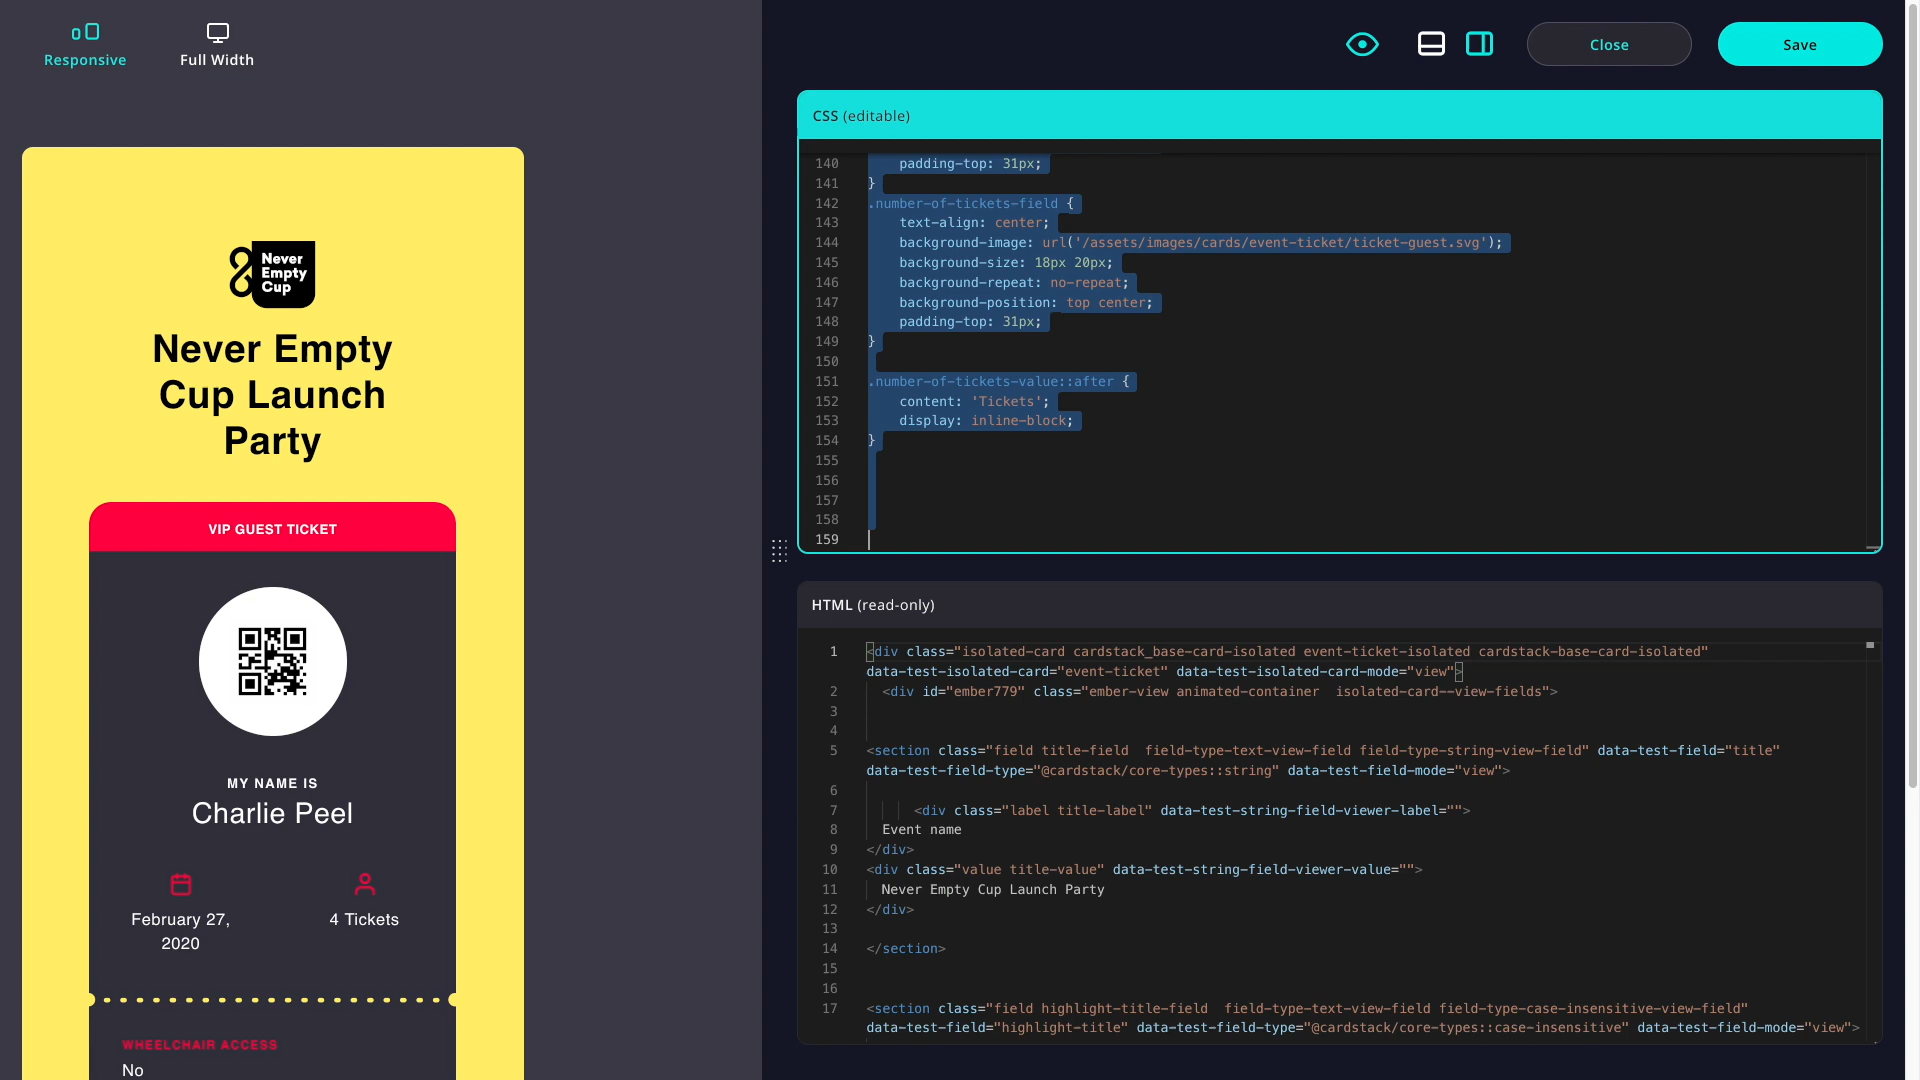 Responsive
Full Width
Close
Save
Never
Empty
Cup
Never Empty
Cup Launch
Party
VIP GUEST TICKET
MY NAME IS
Charlie Peel
February 27,
2020
4 Tickets
WHEELCHAIR ACCESS
No
CSS (editable)
140 padding-top: 31px;
141 }
142 .number-of-tickets-field {
143 text-align: center;
144 background-image: url('/assets/images/cards/event-ticket/ticket-guest.svg');
145 background-size: 18px 20px;
146 background-repeat: no-repeat;
147 background-position: top center;
148 padding-top: 31px;
149 }
150
151 .number-of-tickets-value::after {
152 content: 'Tickets';
153 display: inline-block;
154 }
155
156
157
158
159
HTML (read-only)
1 <div class="isolated-card cardstack_base-card-isolated event-ticket-isolated cardstack-base-card-isolated"
data-test-isolated-card="event-ticket" data-test-isolated-card-mode="view">
2 <div id="ember779" class="ember-view animated-container  isolated-card--view-fields">
3
4
5 <section class="field title-field  field-type-text-view-field field-type-string-view-field" data-test-field="title"
data-test-field-type="@cardstack/core-types::string" data-test-field-mode="view">
6
7 <div class="label title-label" data-test-string-field-viewer-label="">
8 Event name
9 </div>
10 <div class="value title-value" data-test-string-field-viewer-value="">
11 Never Empty Cup Launch Party
12 </div>
13
14 </section>
15
16
17 <section class="field highlight-title-field  field-type-text-view-field field-type-case-insensitive-view-field"
data-test-field="highlight-title" data-test-field-type="@cardstack/core-types::case-insensitive" data-test-field-mode="view">